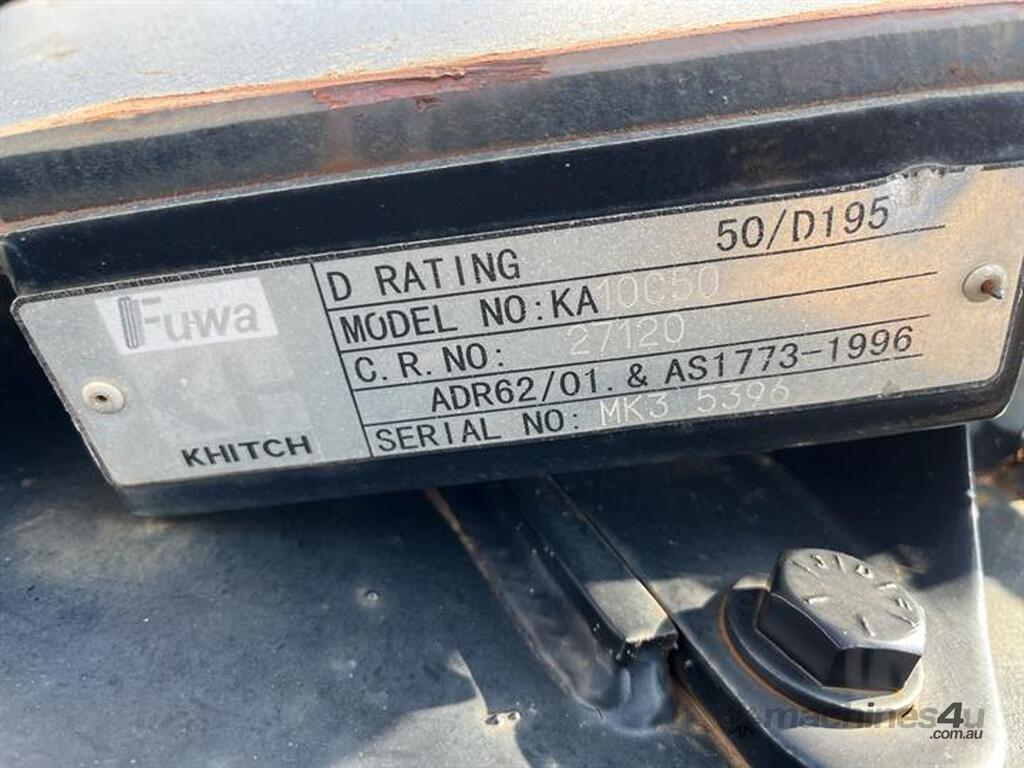 Fuwa
KH
KHITCH
D RATING 50/D195
MODEL NO:KA10C50
C.R.NO: 27120
ADR62/01. & AS1773-1996
SERIAL NO: MK3 5396
machines4u
.com.au